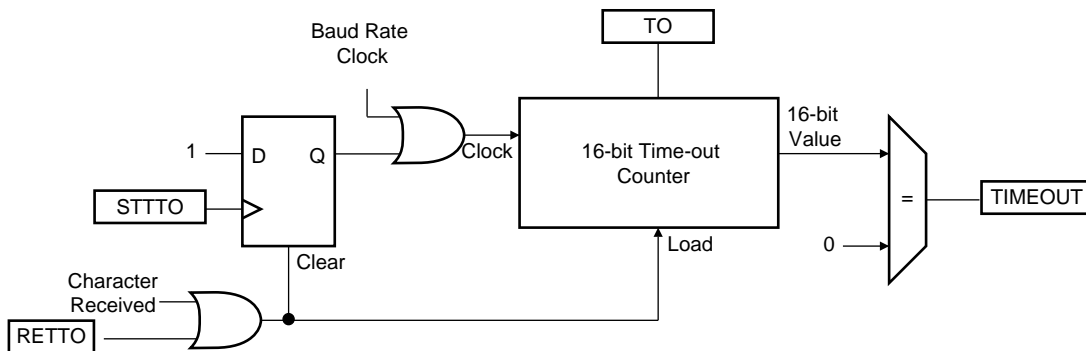 TO
Baud Rate
Clock
16-bit
Value
1
D
Q
Clock
16-bit Time-out
Counter
STTTO
=
TIMEOUT
Clear
Load
0
Character
Received
RETTO